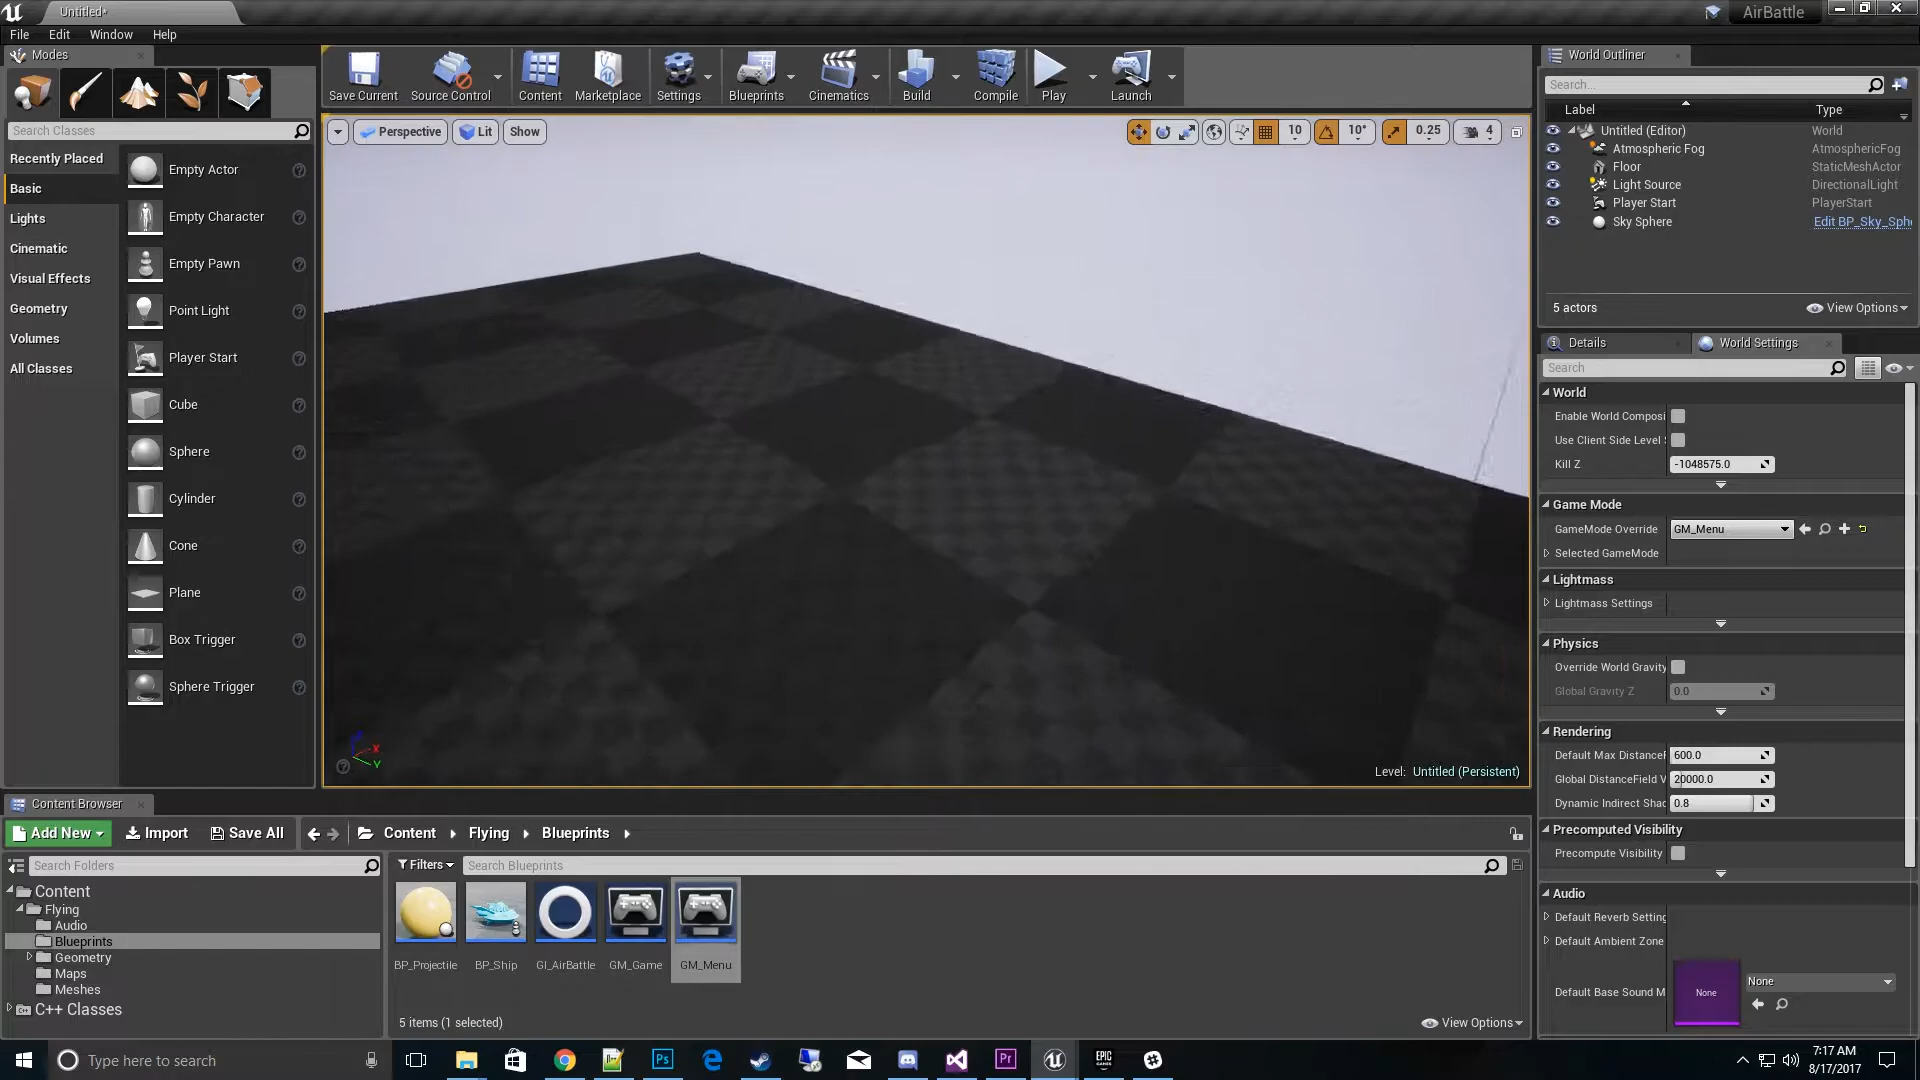 Untitled*
AirBattle
File Edit Window Help
Modes
Search Classes
Recently Placed
Basic
Lights
Cinematic
Visual Effects
Geometry
Volumes
All Classes
Empty Actor
Empty Character
Empty Pawn
Point Light
Player Start
Cube
Sphere
Cylinder
Cone
Plane
Box Trigger
Sphere Trigger
Save Current Source Control Content Marketplace Settings Blueprints Cinematics Build Compile Play Launch
Perspective Lit Show
10 10° 0.25 4
X
Y
Level: Untitled (Persistent)
World Outliner
Search...
Label Type
Untitled (Editor) World
Atmospheric Fog AtmosphericFog
Floor StaticMeshActor
Light Source DirectionalLight
Player Start PlayerStart
Sky Sphere Edit BP_Sky_Sph
5 actors View Options
Details World Settings
Search
World
Enable World Composi
Use Client Side Level
Kill Z -1048575.0
Game Mode
GameMode Override GM_Menu
Selected GameMode
Lightmass
Lightmass Settings
Physics
Override World Gravity
Global Gravity Z 0.0
Rendering
Default Max DistanceF 600.0
Global DistanceField V 20000.0
Dynamic Indirect Shac 0.8
Precomputed Visibility
Precompute Visibility
Audio
Default Reverb Setting
Default Ambient Zone
Default Base Sound M None None
Content Browser
Add New Import Save All Content Flying Blueprints
Search Folders
Filters Search Blueprints
Content
Flying
Audio
Blueprints
Geometry
Maps
Meshes
C++ Classes
BP_Projectile BP_Ship GI_AirBattle GM_Game GM_Menu
5 items (1 selected) View Options
Type here to search
Ps
Pr
EPIC GAMES
7:17 AM
8/17/2017